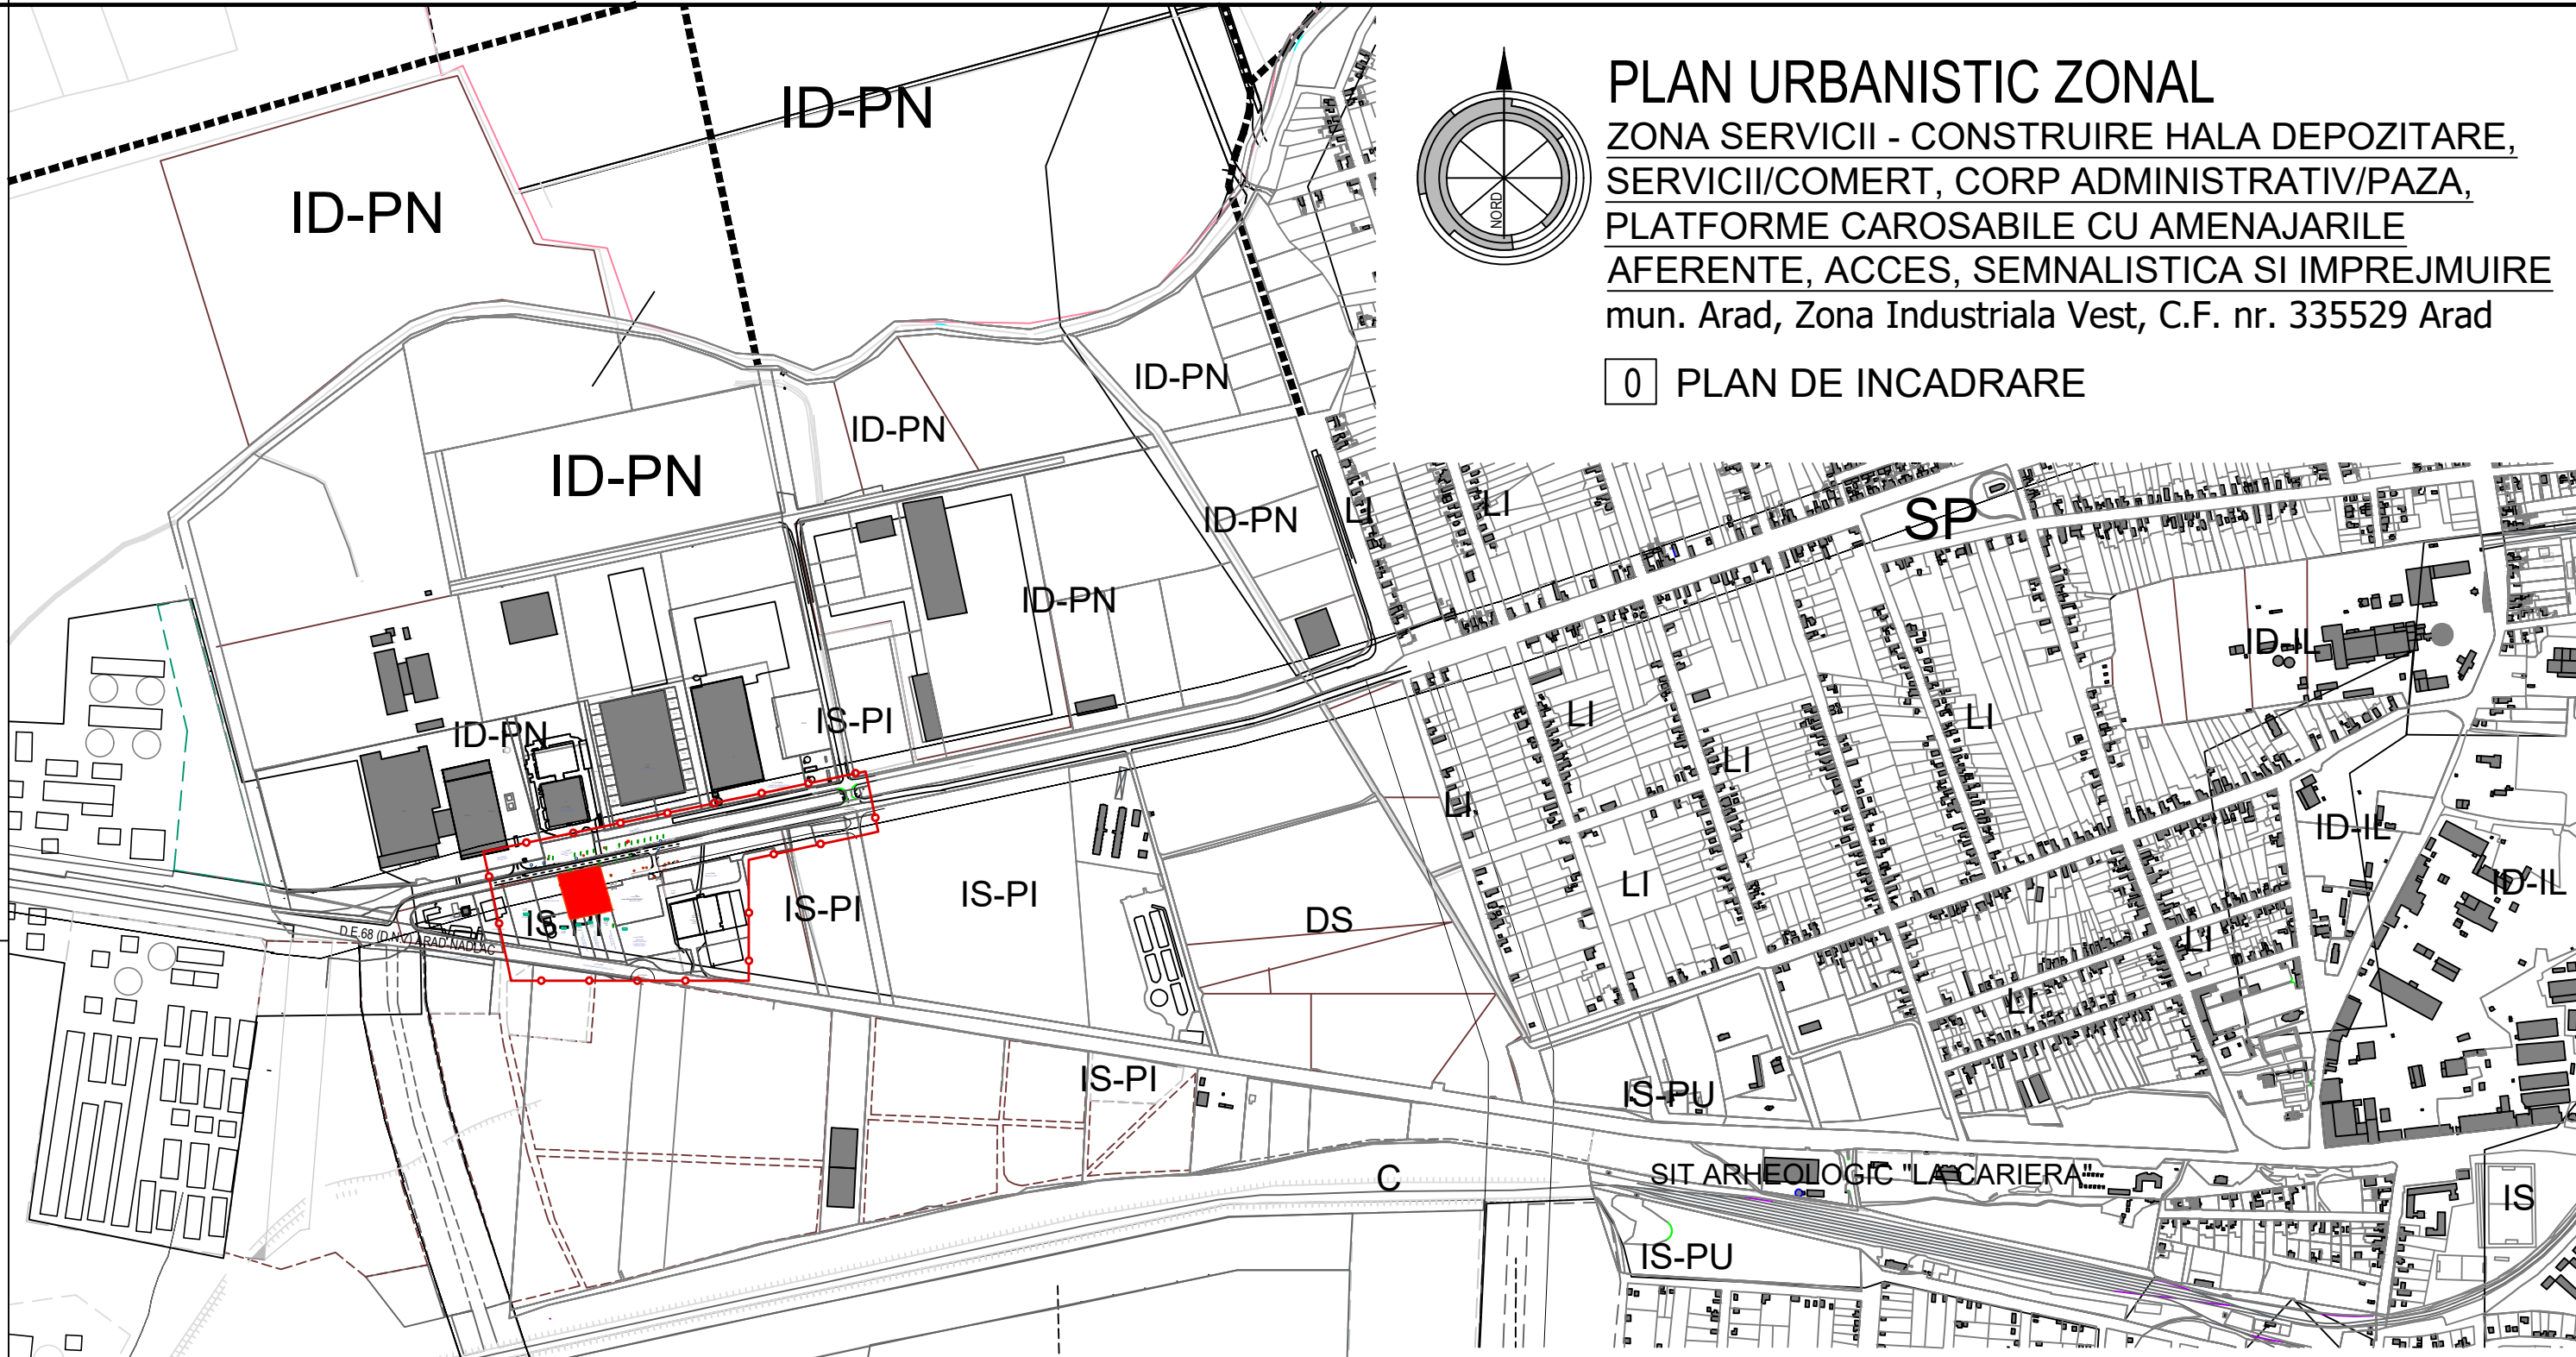 PLAN URBANISTIC ZONAL
ZONA SERVICII - CONSTRUIRE HALA DEPOZITARE,
SERVICII/COMERT, CORP ADMINISTRATIV/PAZA,
PLATFORME CAROSABILE CU AMENAJARILE
AFERENTE, ACCES, SEMNALISTICA SI IMPREJMUIRE
mun. Arad, Zona Industriala Vest, C.F. nr. 335529 Arad
0 PLAN DE INCADRARE
NORD
ID-PN
ID-PN
ID-PN
ID-PN
ID-PN
ID-PN
ID-PN
ID-PN
LI
LI
SP
ID-IL
IS-PI
LI
LI
LI
LI
LI
ID-IL
ID-IL
IS-PI
IS-PI
IS-PI
DS
LI
LI
D.E.68 (D.N.7) ARAD-NADLAC
IS-PI
IS-PU
C
SIT ARHEOLOGIC "LA CARIERA"
IS
IS-PU